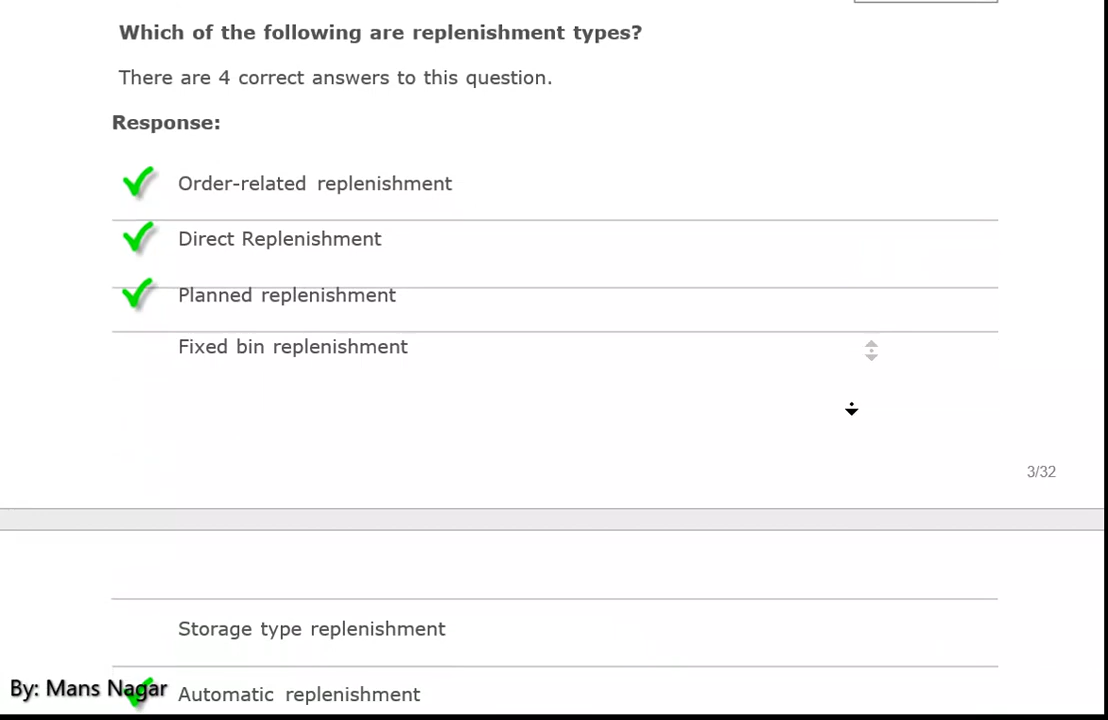 Which of the following are replenishment types?
There are 4 correct answers to this question.
Response:
Order-related replenishment
Direct Replenishment
Planned replenishment
Fixed bin replenishment
3/32
Storage type replenishment
By: Mans Nagar
Automatic replenishment